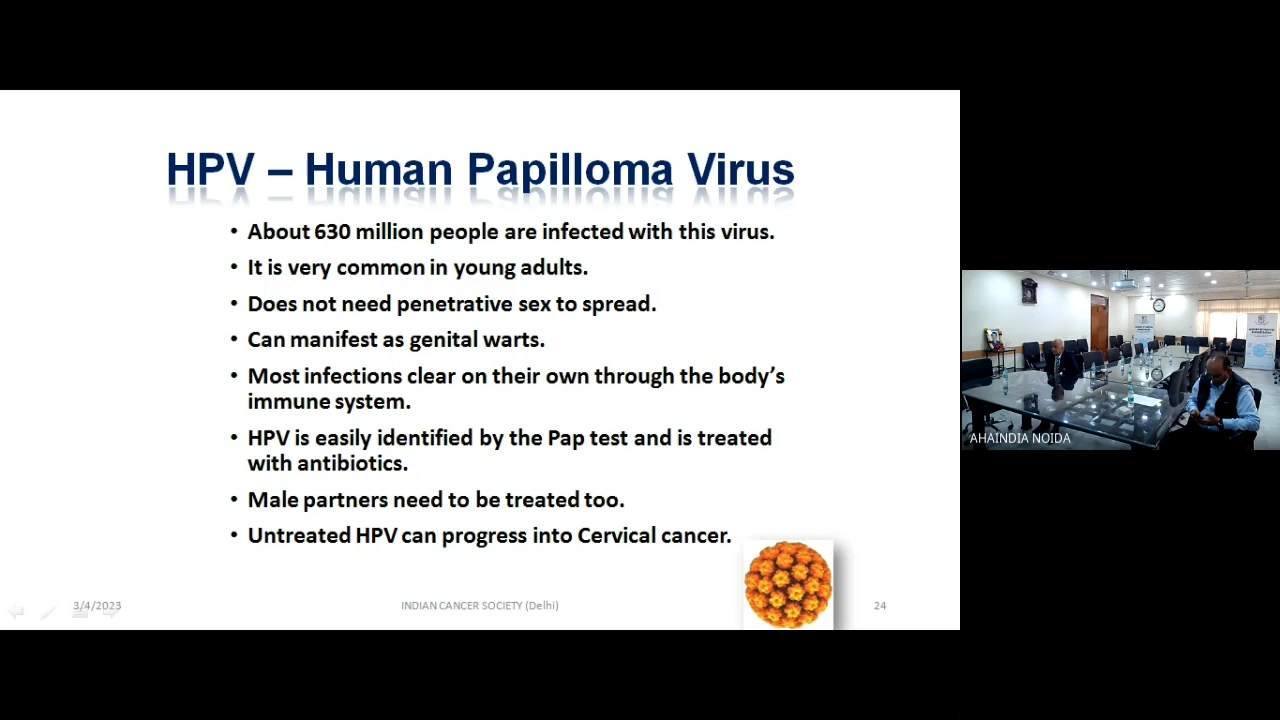 HPV – Human Papilloma Virus
• About 630 million people are infected with this virus.
• It is very common in young adults.
• Does not need penetrative sex to spread.
• Can manifest as genital warts.
• Most infections clear on their own through the body's
immune system.
• HPV is easily identified by the Pap test and is treated
with antibiotics.
• Male partners need to be treated too.
• Untreated HPV can progress into Cervical cancer.
3/4/2023
INDIAN CANCER SOCIETY (Delhi)
24
AHAINDIA NOIDA